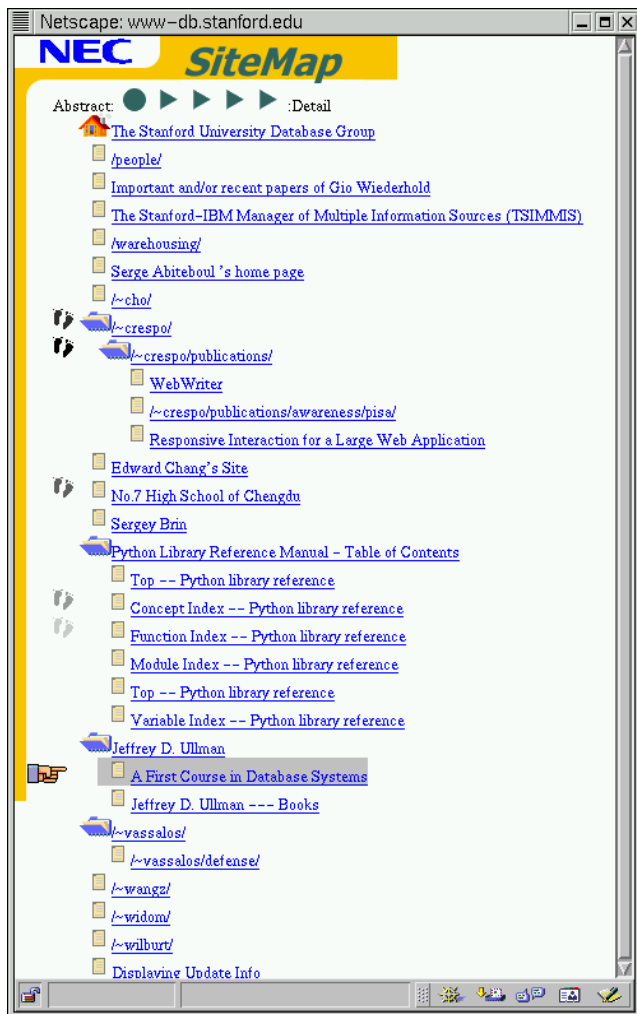 Netscape: www-db.stanford.edu
NEC SiteMap
Abstract: :Detail
The Stanford University Database Group
/people/
Important and/or recent papers of Gio Wiederhold
The Stanford-IBM Manager of Multiple Information Sources (TSIMMIS)
/warehousing/
Serge Abiteboul 's home page
/~cho/
/~crespo/
/~crespo/publications/
WebWriter
/~crespo/publications/awareness/pisa/
Responsive Interaction for a Large Web Application
Edward Chang's Site
No.7 High School of Chengdu
Sergey Brin
Python Library Reference Manual - Table of Contents
Top -- Python library reference
Concept Index -- Python library reference
Function Index -- Python library reference
Module Index -- Python library reference
Top -- Python library reference
Variable Index -- Python library reference
Jeffrey D. Ullman
A First Course in Database Systems
Jeffrey D. Ullman --- Books
/~vassalos/
/~vassalos/defense/
/~wangz/
/~widom/
/~wilburt/
Displaying Update Info